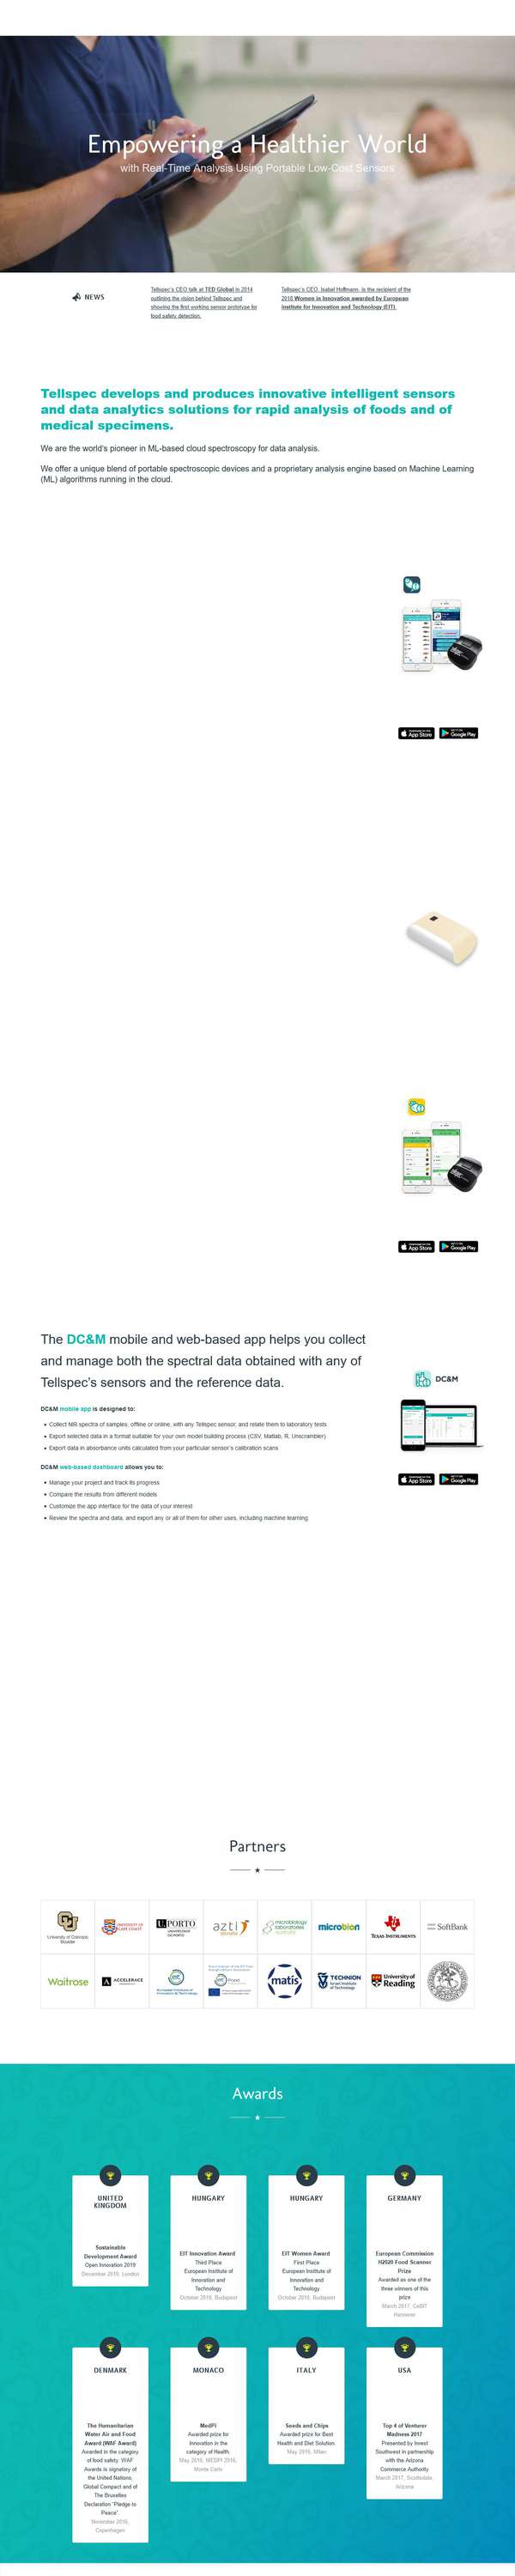 Empowering a Healthier World
with Real-Time Analysis Using Portable Low-Cost Sensors
NEWS
Tellspec's CEO talk at TED Global in 2014
outlining the vision behind Tellspec and
showing the first working sensor prototype for
food safety detection.
Tellspec's CEO, Isabel Hoffmann, is the recipient of the
2018 Women in Innovation awarded by European
Institute for Innovation and Technology (EIT).
Tellspec develops and produces innovative intelligent sensors
and data analytics solutions for rapid analysis of foods and of
medical specimens.
We are the world's pioneer in ML-based cloud spectroscopy for data analysis.
We offer a unique blend of portable spectroscopic devices and a proprietary analysis engine based on Machine Learning
(ML) algorithms running in the cloud.
App Store
Google Play
App Store
Google Play
The DC&M mobile and web-based app helps you collect
and manage both the spectral data obtained with any of
Tellspec's sensors and the reference data.
DC&M
DC&M mobile app is designed to:
Collect NIR spectra of samples, offline or online, with any Tellspec sensor, and relate them to laboratory tests
Export selected data in a format suitable for your own model building process (CSV, Matlab, R, Unscrambler)
Export data in absorbance units calculated from your particular sensor's calibration scans
DC&M web-based dashboard allows you to:
App Store
Google Play
Manage your project and track its progress
Compare the results from different models
Customize the app interface for the data of your interest
Review the spectra and data, and export any or all of them for other uses, including machine learning
Partners
University of Colorado
Boulder
U.PORTO
azti
microbiology
laboratories
australia
microbion
TEXAS INSTRUMENTS
SoftBank
Waitrose
ACCELERACE
eit
Food
matís
TECHNION
Israel Institute
of Technology
University of
Reading
Awards
UNITED
KINGDOM
Sustainable
Development Award
Open Innovation 2019
December 2019, London
HUNGARY
EIT Innovation Award
Third Place
European Institute of
Innovation and
Technology
October 2018, Budapest
HUNGARY
EIT Women Award
First Place
European Institute of
Innovation and
Technology
October 2018, Budapest
GERMANY
European Commission
H2020 Food Scanner
Prize
Awarded as one of the
three winners of this
prize
March 2017, CeBIT
Hannover
DENMARK
The Humanitarian
Water Air and Food
Award (WAF Award)
Awarded in the category
of food safety. WAF
Awards is signatory of
the United Nations
Global Compact and of
The Bruxelles
Declaration "Pledge to
Peace".
November 2016,
Copenhagen
MONACO
MedPi
Awarded prize for
Innovation in the
category of Health
May 2016, MEDPI 2016,
Monte Carlo
ITALY
Seeds and Chips
Awarded prize for Best
Health and Diet Solution
May 2016, Milan
USA
Top 4 of Venture
Madness 2017
Presented by Invest
Southwest in partnership
with the Arizona
Commerce Authority
March 2017, Scottsdale,
Arizona